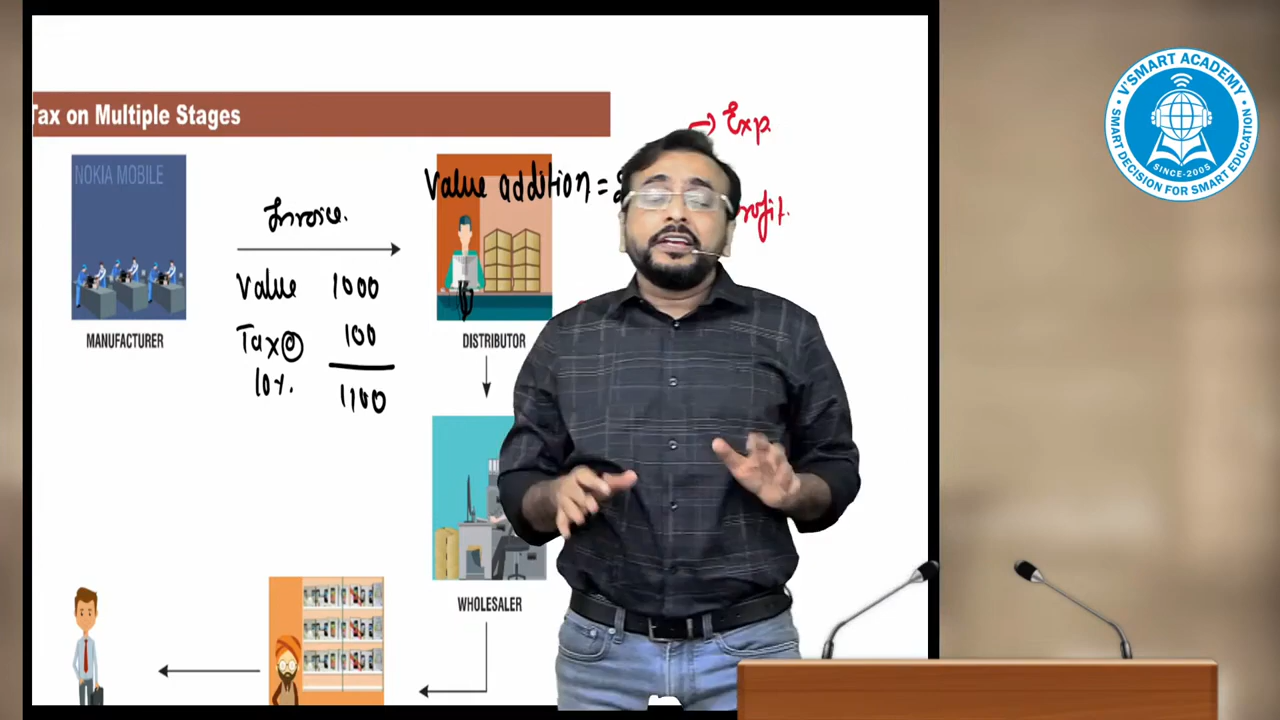 Tax on Multiple Stages
NOKIA MOBILE
MANUFACTURER
Invoice.
Value 1000
Tax@ 100
10%. 1100
Value addition =
Exp.
rofit.
DISTRIBUTOR
WHOLESALER
V'SMART ACADEMY
SINCE-2005
SMART DECISION FOR SMART EDUCATION